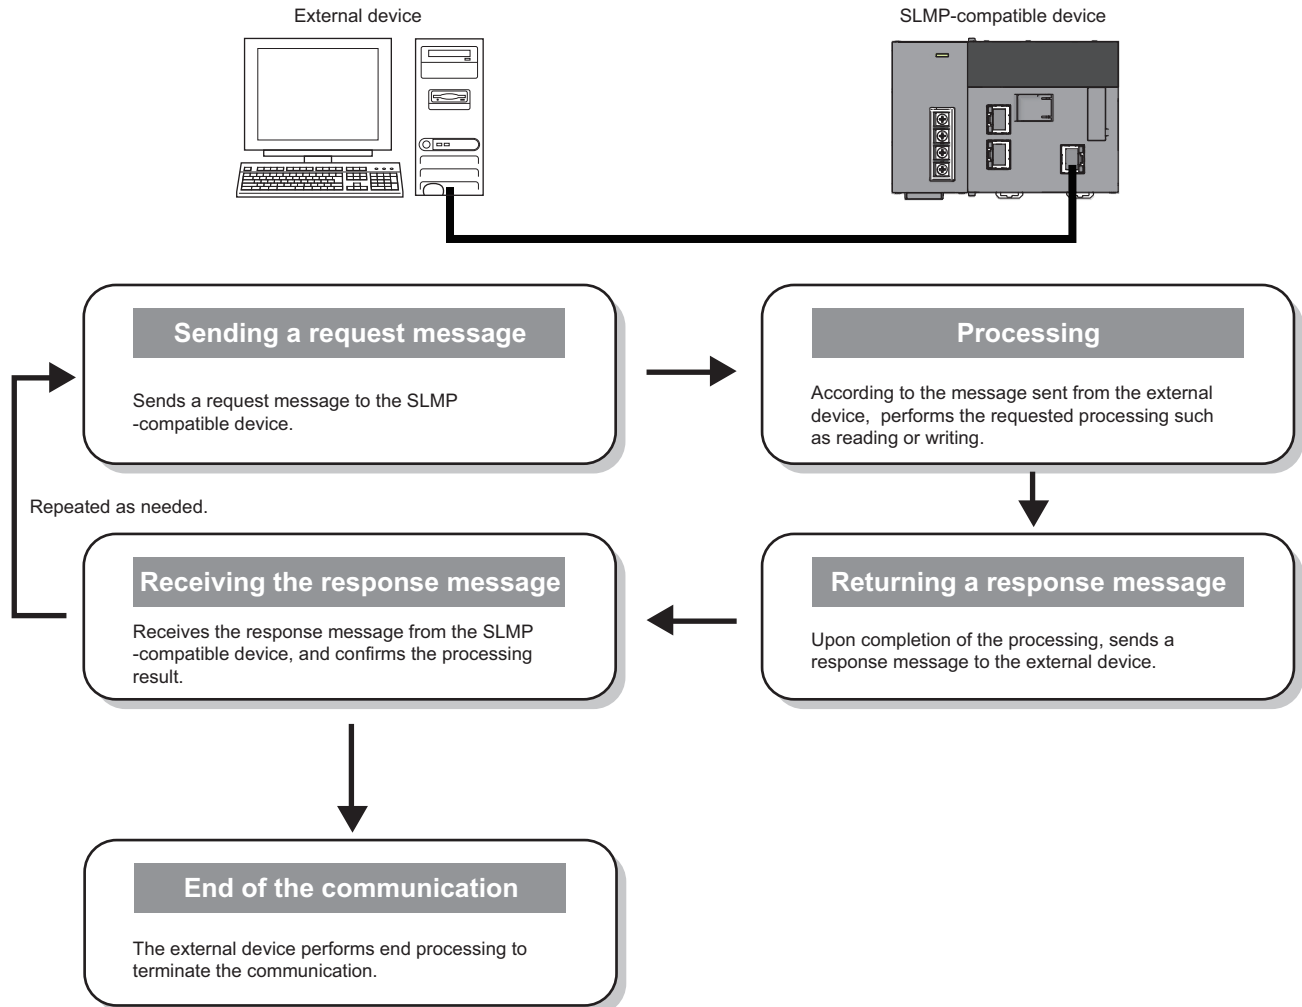 External device
SLMP-compatible device
Sending a request message
Sends a request message to the SLMP
-compatible device.
Processing
According to the message sent from the external
device,  performs the requested processing such
as reading or writing.
Repeated as needed.
Receiving the response message
Receives the response message from the SLMP
-compatible device, and confirms the processing
result.
Returning a response message
Upon completion of the processing, sends a
response message to the external device.
End of the communication
The external device performs end processing to
terminate the communication.